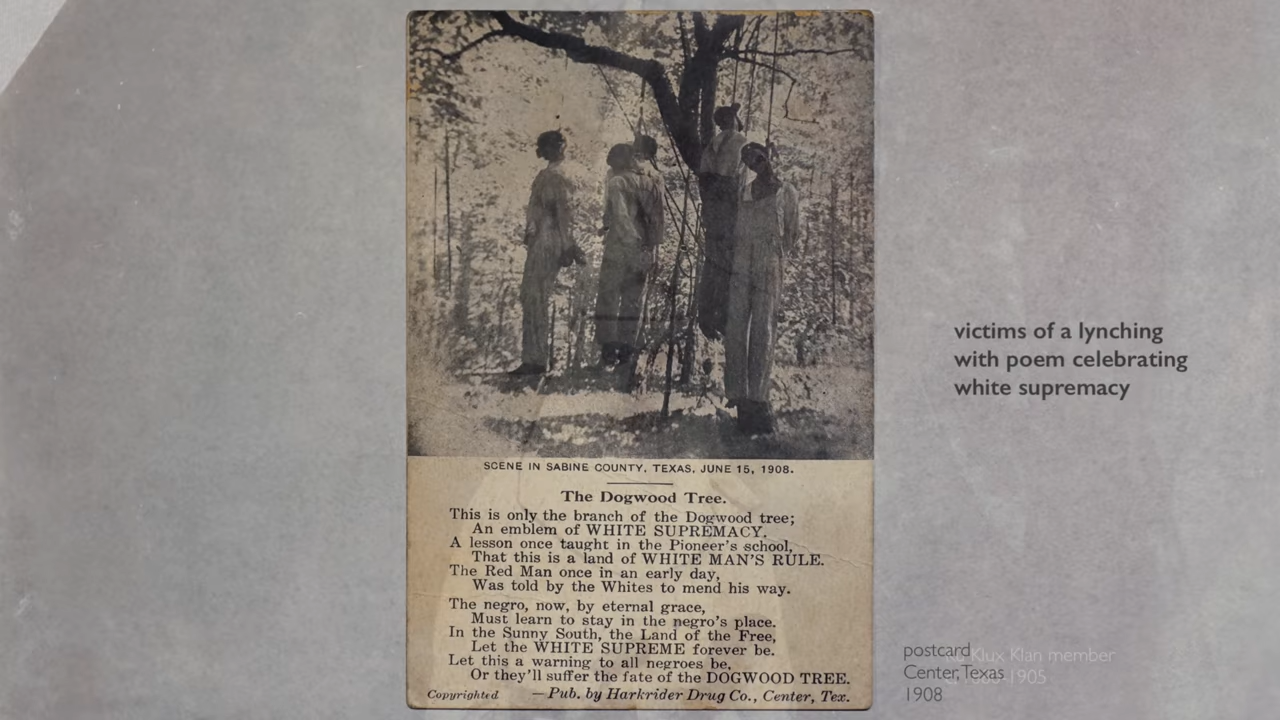 SCENE IN SABINE COUNTY, TEXAS, JUNE 15, 1908.
The Dogwood Tree.
This is only the branch of the Dogwood tree;
An emblem of WHITE SUPREMACY.
A lesson once taught in the Pioneer's school,
That this is a land of WHITE MAN'S RULE.
The Red Man once in an early day,
Was told by the Whites to mend his way.
The negro, now, by eternal grace,
Must learn to stay in the negro's place.
In the Sunny South, the Land of the Free,
Let the WHITE SUPREME forever be.
Let this a warning to all negroes be,
Or they'll suffer the fate of the DOGWOOD TREE.
Copyrighted —Pub. by Harkrider Drug Co., Center, Tex.
victims of a lynching
with poem celebrating
white supremacy
postcard
Center, Texas
1908
Klux Klan member
1905